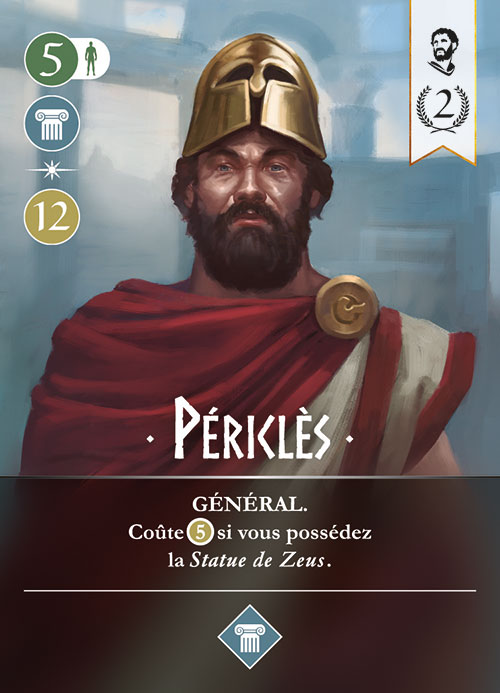 5
2
12
· PÉRICLÈS ·
GÉNÉRAL.
Coûte 5 si vous possédez
la Statue de Zeus.